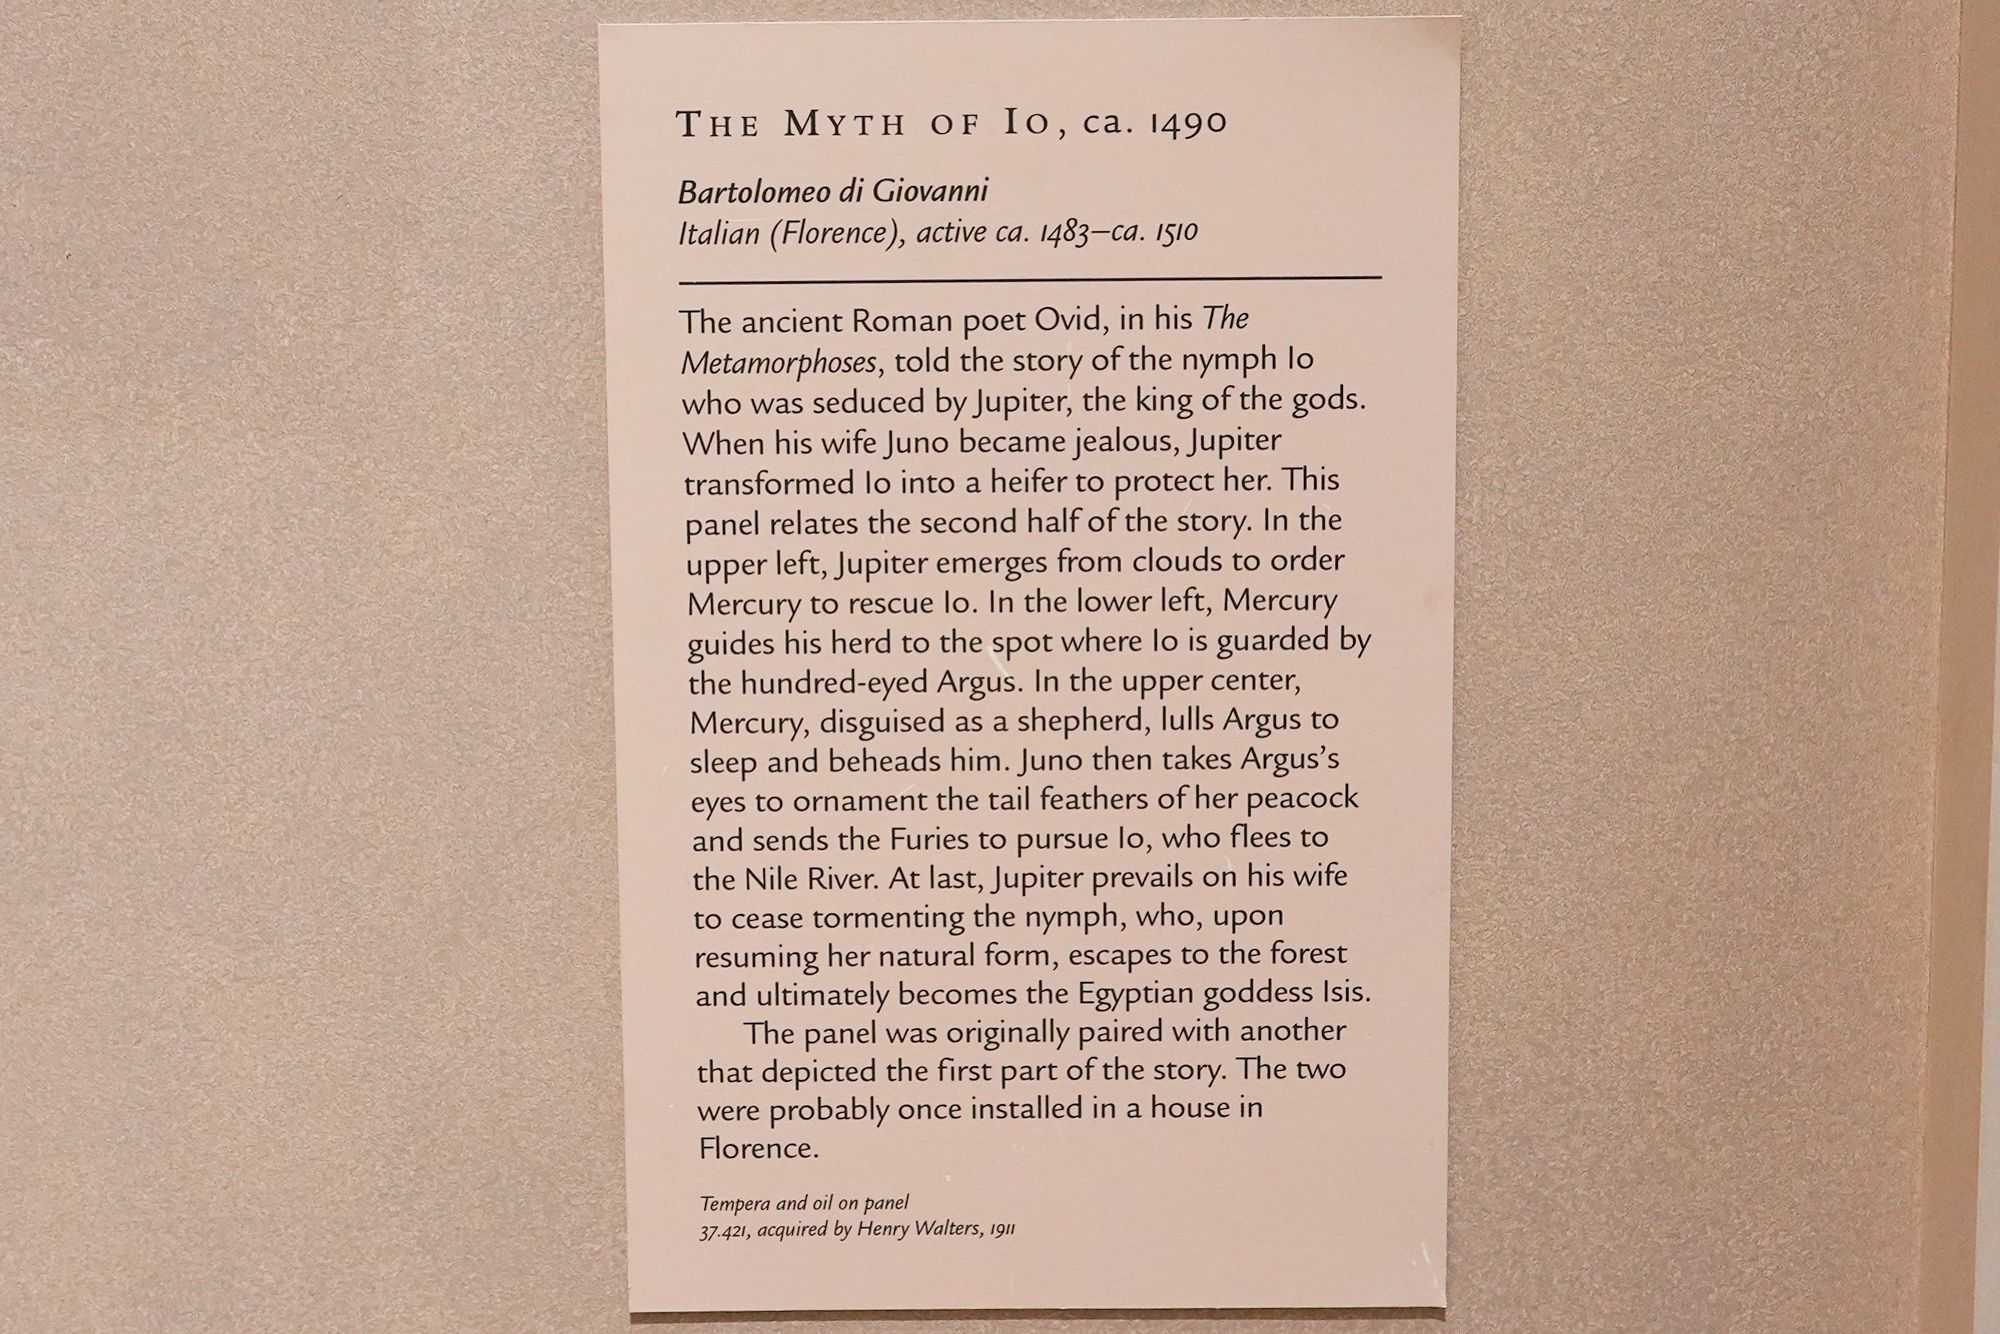 THE MYTH OF IO, ca. 1490
Bartolomeo di Giovanni
Italian (Florence), active ca. 1483–ca. 1510
The ancient Roman poet Ovid, in his The
Metamorphoses, told the story of the nymph Io
who was seduced by Jupiter, the king of the gods.
When his wife Juno became jealous, Jupiter
transformed Io into a heifer to protect her. This
panel relates the second half of the story. In the
upper left, Jupiter emerges from clouds to order
Mercury to rescue Io. In the lower left, Mercury
guides his herd to the spot where Io is guarded by
the hundred-eyed Argus. In the upper center,
Mercury, disguised as a shepherd, lulls Argus to
sleep and beheads him. Juno then takes Argus’s
eyes to ornament the tail feathers of her peacock
and sends the Furies to pursue Io, who flees to
the Nile River. At last, Jupiter prevails on his wife
to cease tormenting the nymph, who, upon
resuming her natural form, escapes to the forest
and ultimately becomes the Egyptian goddess Isis.
The panel was originally paired with another
that depicted the first part of the story. The two
were probably once installed in a house in
Florence.
Tempera and oil on panel
37.421, acquired by Henry Walters, 1911